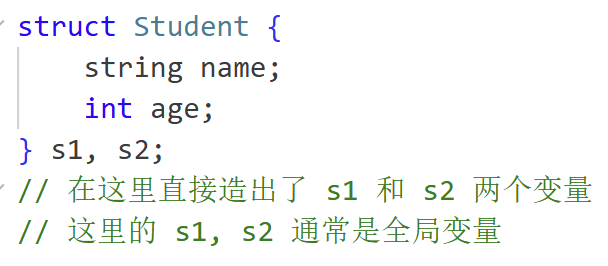 struct Student {
    string name;
    int age;
} s1, s2;
// 在这里直接造出了 s1 和 s2 两个变量
// 这里的 s1, s2 通常是全局变量